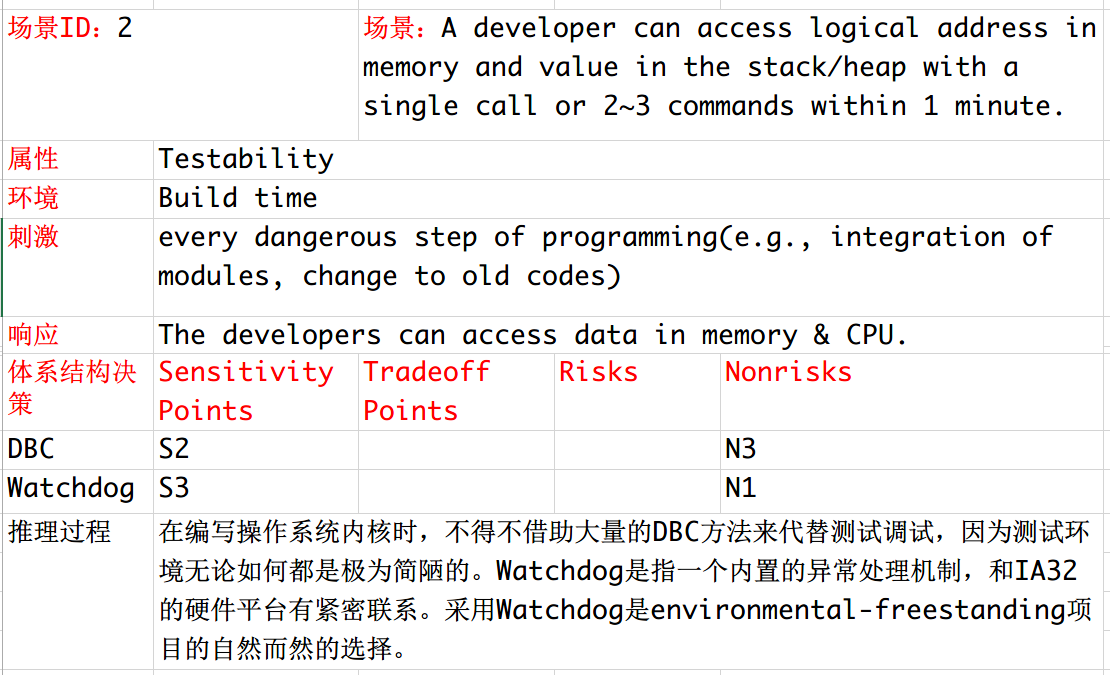 场景ID：2
场景：A developer can access logical address in
memory and value in the stack/heap with a
single call or 2~3 commands within 1 minute.
属性 Testability
环境 Build time
刺激 every dangerous step of programming(e.g., integration of
modules, change to old codes)
响应 The developers can access data in memory & CPU.
体系结构决
策
Sensitivity
Points
Tradeoff
Points
Risks
Nonrisks
DBC S2 N3
Watchdog S3 N1
推理过程 在编写操作系统内核时，不得不借助大量的DBC方法来代替测试调试，因为测试环
境无论如何都是极为简陋的。Watchdog是指一个内置的异常处理机制，和IA32
的硬件平台有紧密联系。采用Watchdog是environmental-freestanding项
目的自然而然的选择。